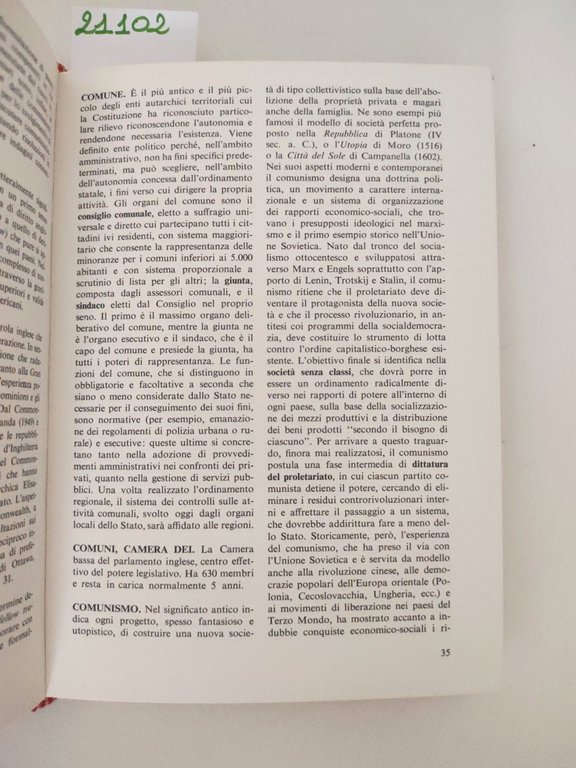 21102
COMUNE. È il piú antico e il piú pic-
colo degli enti autarchici territoriali cui
la Costituzione ha riconosciuto partico-
lare rilievo riconoscendone l'autonomia e
rendendone necessaria l'esistenza. Viene
definito ente politico perché, nell'ambito
amministrativo, non ha fini specifici prede-
terminati, ma può scegliere, nell'ambito
dell'autonomia concessa dall'ordinamento
statale, i fini verso cui dirigere la propria
attività. Gli organi del comune sono il
consiglio comunale, eletto a suffragio uni-
versale e diretto cui partecipano tutti i cit-
tadini ivi residenti, con sistema maggiori-
tario che consente la rappresentanza delle
minoranze per i comuni inferiori ai 5.000
abitanti e con sistema proporzionale a
scrutinio di lista per gli altri; la giunta,
composta dagli assessori comunali, e il
sindaco eletti dal Consiglio nel proprio
seno. Il primo è il massimo organo deli-
berativo del comune, mentre la giunta ne
è l'organo esecutivo e il sindaco, che è il
capo del comune e presiede la giunta, ha
tutti i poteri di rappresentanza. Le fun-
zioni del comune, che si distinguono in
obbligatorie e facoltative a seconda che
siano o meno considerate dallo Stato ne-
cessarie per il conseguimento dei suoi fini,
sono normative (per esempio, emanazio-
ne dei regolamenti di polizia urbana o ru-
rale) e esecutive: queste ultime si concre-
tano tanto nella adozione di provvedi-
menti amministrativi nei confronti dei pri-
vati, quanto nella gestione di servizi pub-
blici. Una volta realizzato l'ordinamento
regionale, il sistema dei controlli sulle at-
tività comunali, svolto oggi dagli organi
locali dello Stato, sarà affidato alle regioni.
COMUNI, CAMERA DEI. La Camera
bassa del parlamento inglese, centro effet-
tivo del potere legislativo. Ha 630 membri
e resta in carica normalmente 5 anni.
COMUNISMO. Nel significato antico in-
dica ogni progetto, spesso fantasioso e
utopistico, di costruire una nuova socie-
tà di tipo collettivistico sulla base dell'abo-
lizione della proprietà privata e magari
anche della famiglia. Ne sono esempi piú
famosi il modello di società perfetta pro-
posto nella Repubblica di Platone (IV
sec. a. C.), o l'Utopia di Moro (1516)
o la Città del Sole di Campanella (1602).
Nei suoi aspetti moderni e contemporanei
il comunismo designa una dottrina poli-
tica, un movimento a carattere interna-
zionale e un sistema di organizzazione
dei rapporti economico-sociali, che tro-
vano i presupposti ideologici nel marxi-
smo e il primo esempio storico nell'Unio-
ne Sovietica. Nato dal tronco del socia-
lismo ottocentesco e sviluppatosi attra-
verso Marx e Engels soprattutto con l'ap-
porto di Lenin, Trotskij e Stalin, il comu-
nismo ritiene che il proletariato deve di-
ventare il protagonista della nuova socie-
tà e che il processo rivoluzionario, in an-
titesi coi programmi della socialdemocra-
zia, deve costituire lo strumento di lotta
contro l'ordine capitalistico-borghese esi-
stente. L'obiettivo finale si identifica nella
società senza classi, che dovrà porre in
essere un ordinamento radicalmente di-
verso nei rapporti di potere all'interno di
ogni paese, sulla base della socializzazio-
ne dei mezzi produttivi e la distribuzione
dei beni prodotti "secondo il bisogno di
ciascuno". Per arrivare a questo traguar-
do, finora mai realizzatosi, il comunismo
postula una fase intermedia di dittatura
del proletariato, in cui ciascun partito co-
munista detiene il potere, cercando di eli-
minare i residui controrivoluzionari inter-
ni e affrettare il passaggio a un sistema,
che dovrebbe addirittura fare a meno del-
lo Stato. Storicamente, però, l'esperienza
del comunismo, che ha preso il via con
l'Unione Sovietica e è servita da modello
anche alla rivoluzione cinese, alle demo-
crazie popolari dell'Europa orientale (Po-
lonia, Cecoslovacchia, Ungheria, ecc.) e
ai movimenti di liberazione nei paesi del
Terzo Mondo, ha mostrato accanto a in-
dubbie conquiste economico-sociali i ri-
35